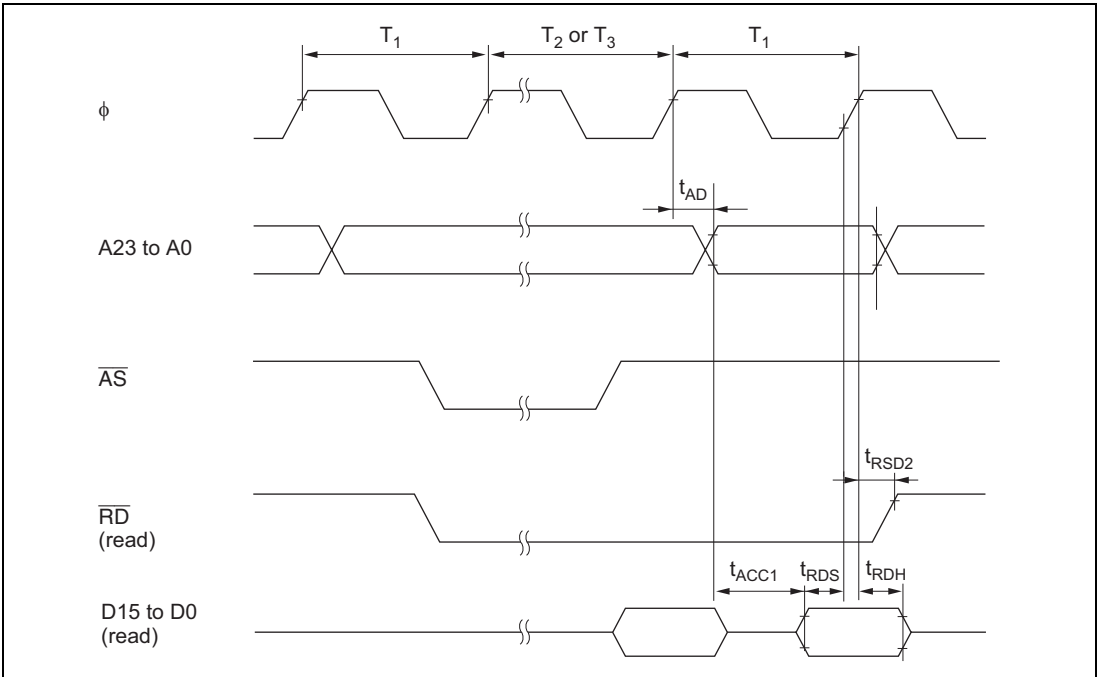 T1 T2 or T3 T1
ϕ
tAD
A23 to A0
AS
tRSD2
RD
(read)
tACC1 tRDS tRDH
D15 to D0
(read)